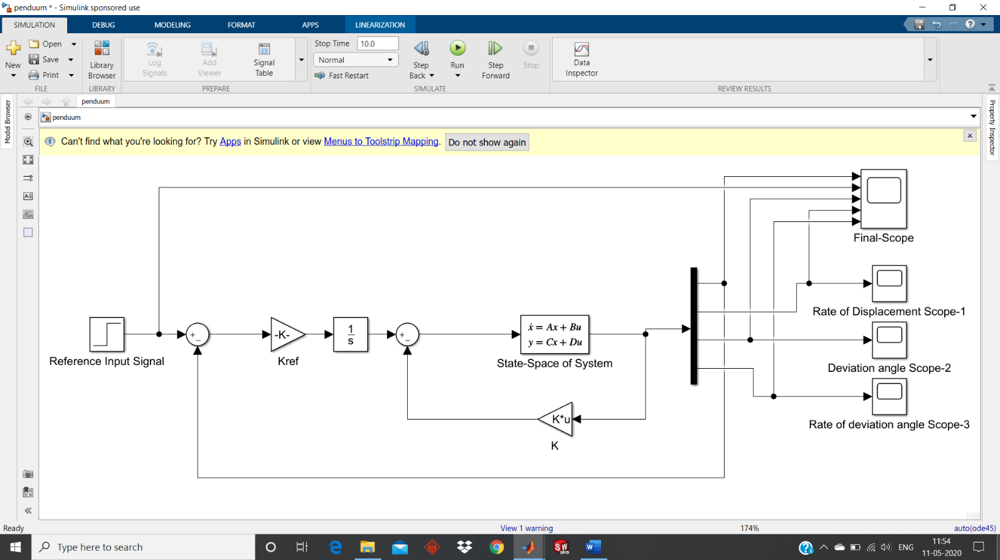 penduum * - Simulink sponsored use
SIMULATION DEBUG MODELING FORMAT APPS LINEARIZATION
New
Open
Save
Print
FILE
Library
Browser
LIBRARY
Log
Signals
Add
Viewer
Signal
Table
PREPARE
Stop Time 10.0
Normal
Fast Restart
Step
Back
Run
Step
Forward
Stop
SIMULATE
Data
Inspector
REVIEW RESULTS
Model Browser
penduum
penduum
Property Inspector
Can't find what you're looking for? Try Apps in Simulink or view Menus to Toolstrip Mapping. Do not show again
Final-Scope
Rate of Displacement Scope-1
Deviation angle Scope-2
Rate of deviation angle Scope-3
Reference Input Signal
-K-
Kref
1
s
ẋ = Ax + Bu
y = Cx + Du
State-Space of System
K*u
K
Ready
View 1 warning
174%
auto(ode45)
Type here to search
SW
2015
W
ENG
11:54
11-05-2020